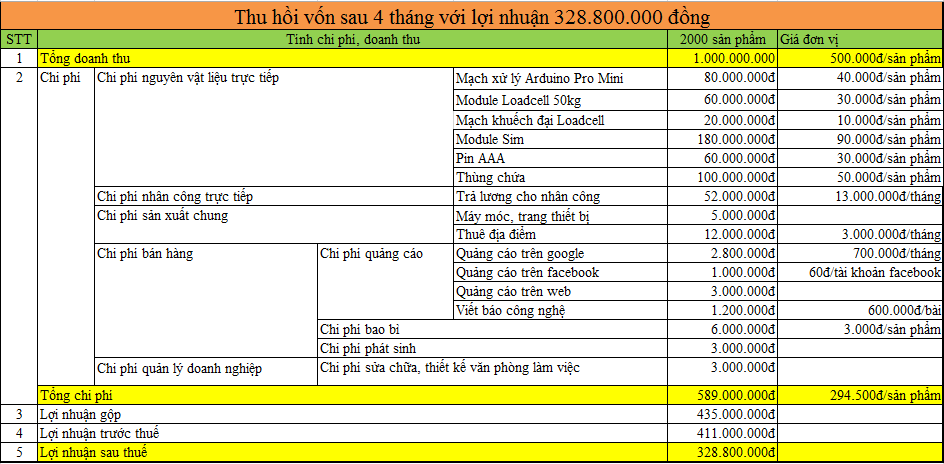 Thu hồi vốn sau 4 tháng với lợi nhuận 328.800.000 đồng
STT Tính chi phí, doanh thu 2000 sản phẩm Giá đơn vị
1 Tổng doanh thu 1.000.000.000 500.000đ/sản phẩm
2 Chi phí Chi phí nguyên vật liệu trực tiếp Mạch xử lý Arduino Pro Mini 80.000.000đ 40.000đ/sản phẩm
Module Loadcell 50kg 60.000.000đ 30.000đ/sản phẩm
Mạch khuếch đại Loadcell 20.000.000đ 10.000đ/sản phẩm
Module Sim 180.000.000đ 90.000đ/sản phẩm
Pin AAA 60.000.000đ 30.000đ/sản phẩm
Thùng chứa 100.000.000đ 50.000đ/sản phẩm
Chi phí nhân công trực tiếp Trả lương cho nhân công 52.000.000đ 13.000.000đ/tháng
Chi phí sản xuất chung Máy móc, trang thiết bị 5.000.000đ
Thuê địa điểm 12.000.000đ 3.000.000đ/tháng
Chi phí bán hàng Chi phí quảng cáo Quảng cáo trên google 2.800.000đ 700.000đ/tháng
Quảng cáo trên facebook 1.000.000đ 60đ/tài khoản facebook
Quảng cáo trên web 3.000.000đ
Viết báo công nghệ 1.200.000đ 600.000đ/bài
Chi phí bao bì 6.000.000đ 3.000đ/sản phẩm
Chi phí phát sinh 3.000.000đ
Chi phí quản lý doanh nghiệp Chi phí sửa chữa, thiết kế văn phòng làm việc 3.000.000đ
Tổng chi phí 589.000.000đ 294.500đ/sản phẩm
3 Lợi nhuận gộp 435.000.000đ
4 Lợi nhuận trước thuế 411.000.000đ
5 Lợi nhuận sau thuế 328.800.000đ